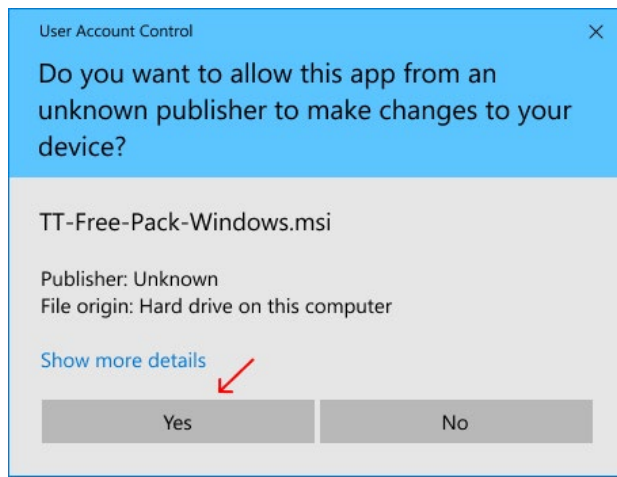 User Account Control
Do you want to allow this app from an
unknown publisher to make changes to your
device?
TT-Free-Pack-Windows.msi
Publisher: Unknown
File origin: Hard drive on this computer
Show more details
Yes
No